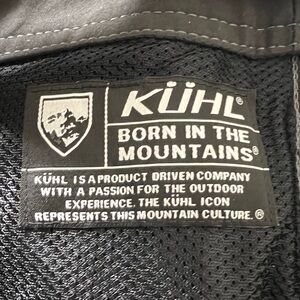 KÜHL®
BORN IN THE
MOUNTAINS®
KÜHL IS A PRODUCT DRIVEN COMPANY
WITH A PASSION FOR THE OUTDOOR
EXPERIENCE. THE KÜHL ICON
REPRESENTS THIS MOUNTAIN CULTURE.®